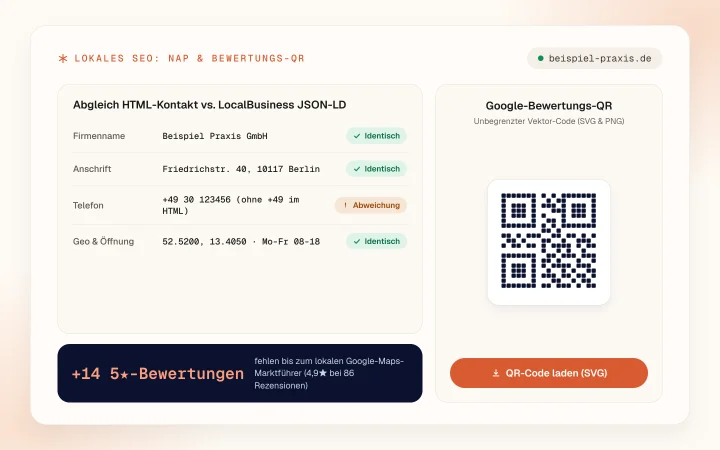 LOKALES SEO: NAP & BEWERTUNGS-QR
beispiel-praxis.de
Abgleich HTML-Kontakt vs. LocalBusiness JSON-LD
Firmenname Beispiel Praxis GmbH Identisch
Anschrift Friedrichstr. 40, 10117 Berlin Identisch
Telefon +49 30 123456 (ohne +49 im
HTML) ! Abweichung
Geo & Öffnung 52.5200, 13.4050 · Mo-Fr 08-18 Identisch
+14 5★-Bewertungen
fehlen bis zum lokalen Google-Maps-
Marktführer (4,9★ bei 86
Rezensionen)
Google-Bewertungs-QR
Unbegrenzter Vektor-Code (SVG & PNG)
QR-Code laden (SVG)